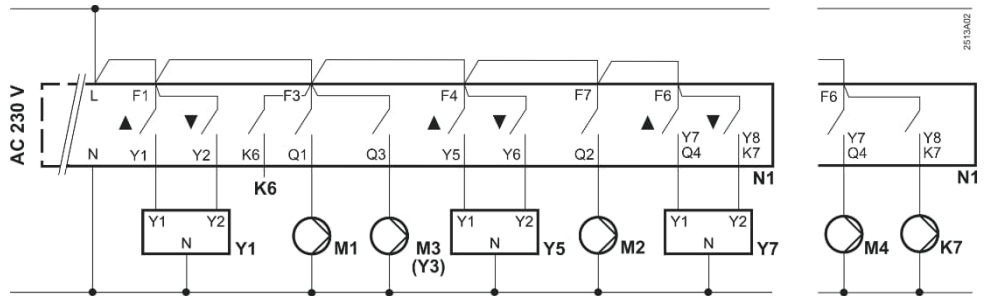 2513A02
AC 230 V
L F1 F3 F4 F7 F6 F6
▲ ▼ ▲ ▼ ▲ ▼
Y7 Y8 Y7 Y8
N Y1 Y2 K6 Q1 Q3 Y5 Y6 Q2 Q4 K7 Q4 K7
K6 N1 N1
Y1 Y2 Y1 Y2 Y1 Y2
N Y1 M1 M3 N Y5 M2 N Y7 M4 K7
(Y3)